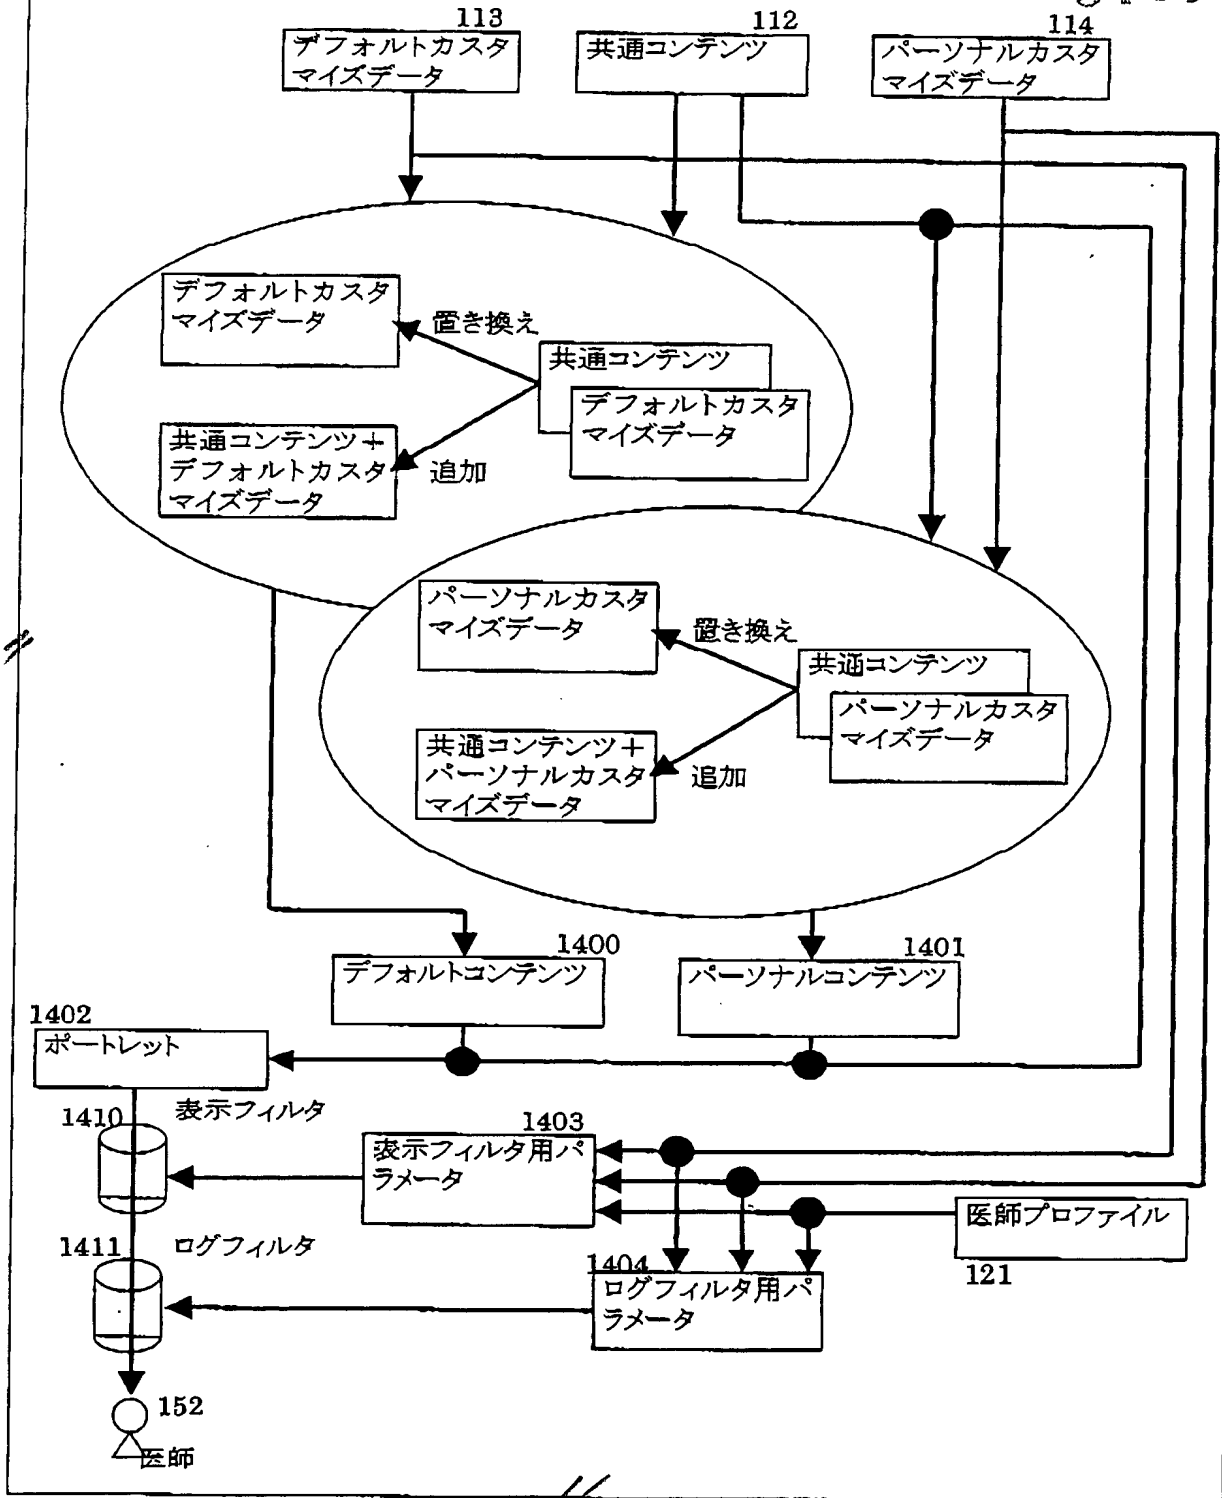 113
デフォルトカスタ
マイズデータ
112
共通コンテンツ
114
パーソナルカスタ
マイズデータ
デフォルトカスタ
マイズデータ
置き換え
共通コンテンツ
デフォルトカスタ
マイズデータ
共通コンテンツ＋
デフォルトカスタ
マイズデータ
追加
パーソナルカスタ
マイズデータ
置き換え
共通コンテンツ
パーソナルカスタ
マイズデータ
共通コンテンツ＋
パーソナルカスタ
マイズデータ
追加
1400
デフォルトコンテンツ
1401
パーソナルコンテンツ
1402
ポートレット
表示フィルタ
1410
1403
表示フィルタ用パ
ラメータ
医師プロファイル
121
ログフィルタ
1411
1404
ログフィルタ用パ
ラメータ
152
医師